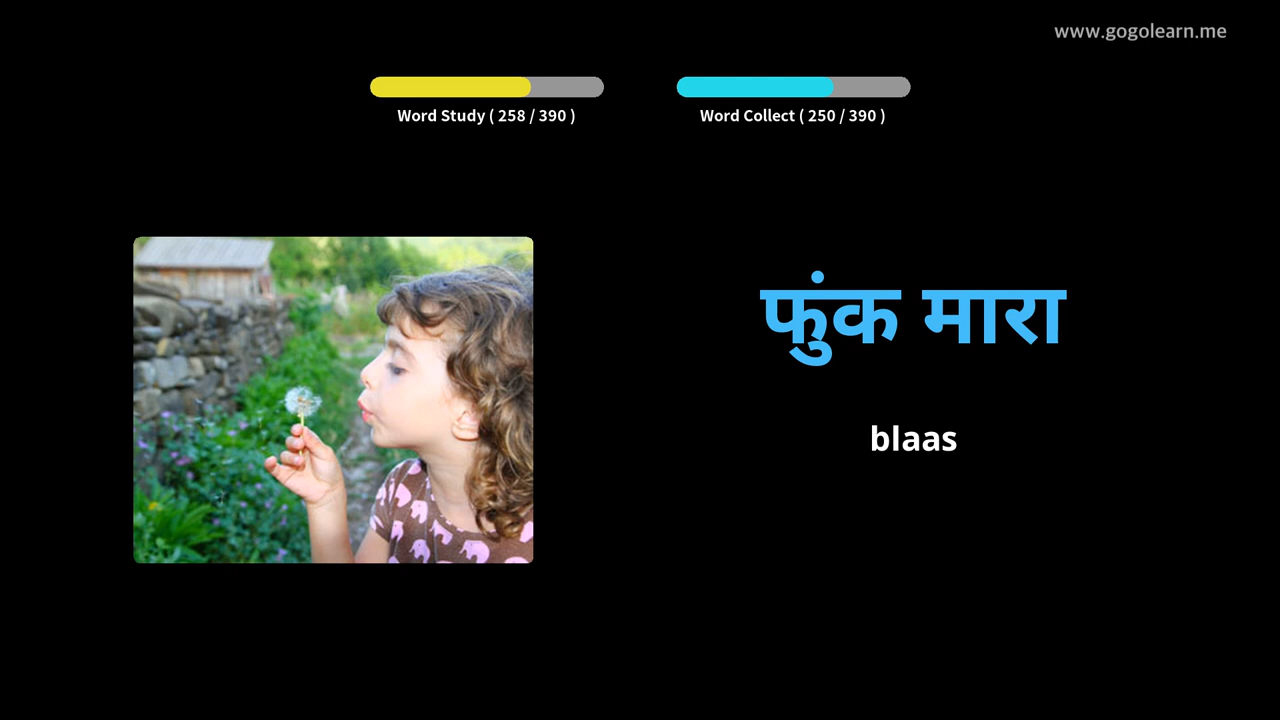 www.gogolearn.me
Word Study ( 258 / 390 )
Word Collect ( 250 / 390 )
फुंक मारा
blaas